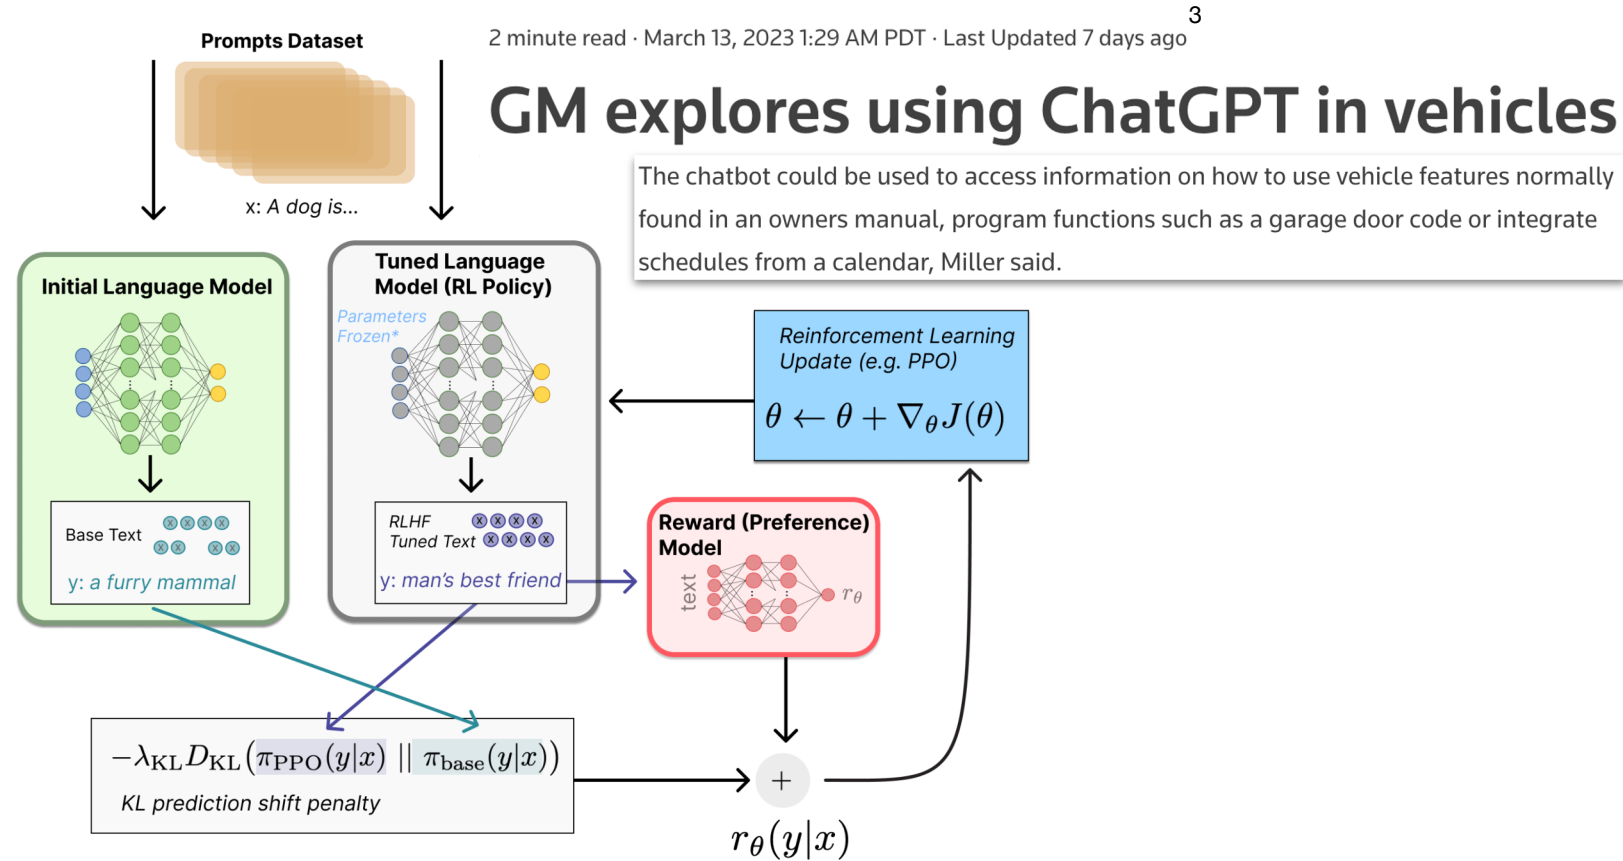 3
2 minute read · March 13, 2023 1:29 AM PDT · Last Updated 7 days ago
GM explores using ChatGPT in vehicles
The chatbot could be used to access information on how to use vehicle features normally
found in an owners manual, program functions such as a garage door code or integrate
schedules from a calendar, Miller said.
Prompts Dataset
x: A dog is...
Initial Language Model
Base Text
x x x x
x x x x
y: a furry mammal
Tuned Language
Model (RL Policy)
Parameters
Frozen*
RLHF
Tuned Text
x x x x
x x x x
y: man's best friend
Reinforcement Learning
Update (e.g. PPO)
θ ← θ + ∇θJ(θ)
Reward (Preference)
Model
text
rθ
−λKLDKL(πPPO(y|x) || πbase(y|x))
KL prediction shift penalty
+
rθ(y|x)